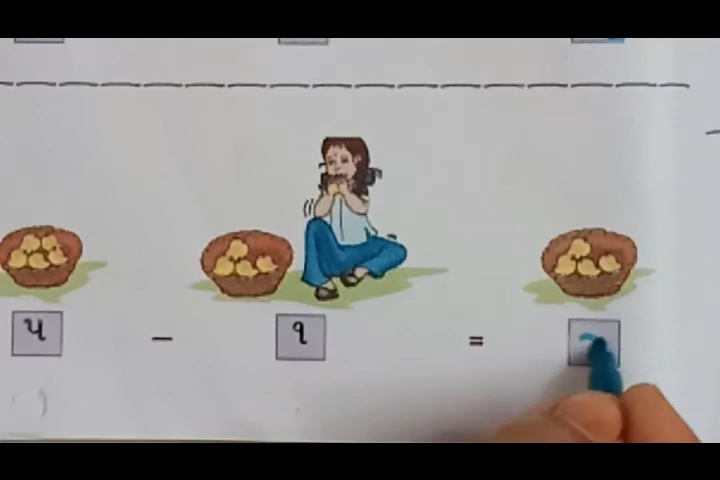 ૫ − ૧ =